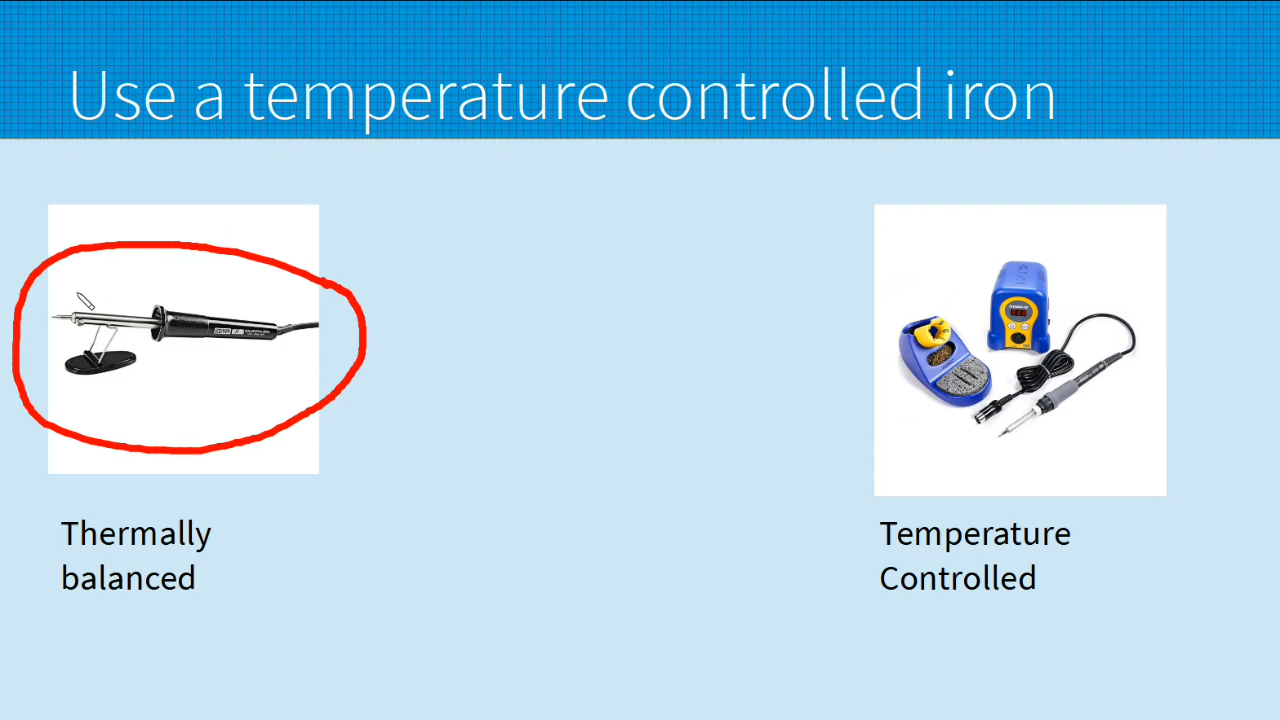 Use a temperature controlled iron
Thermally
balanced
Temperature
Controlled